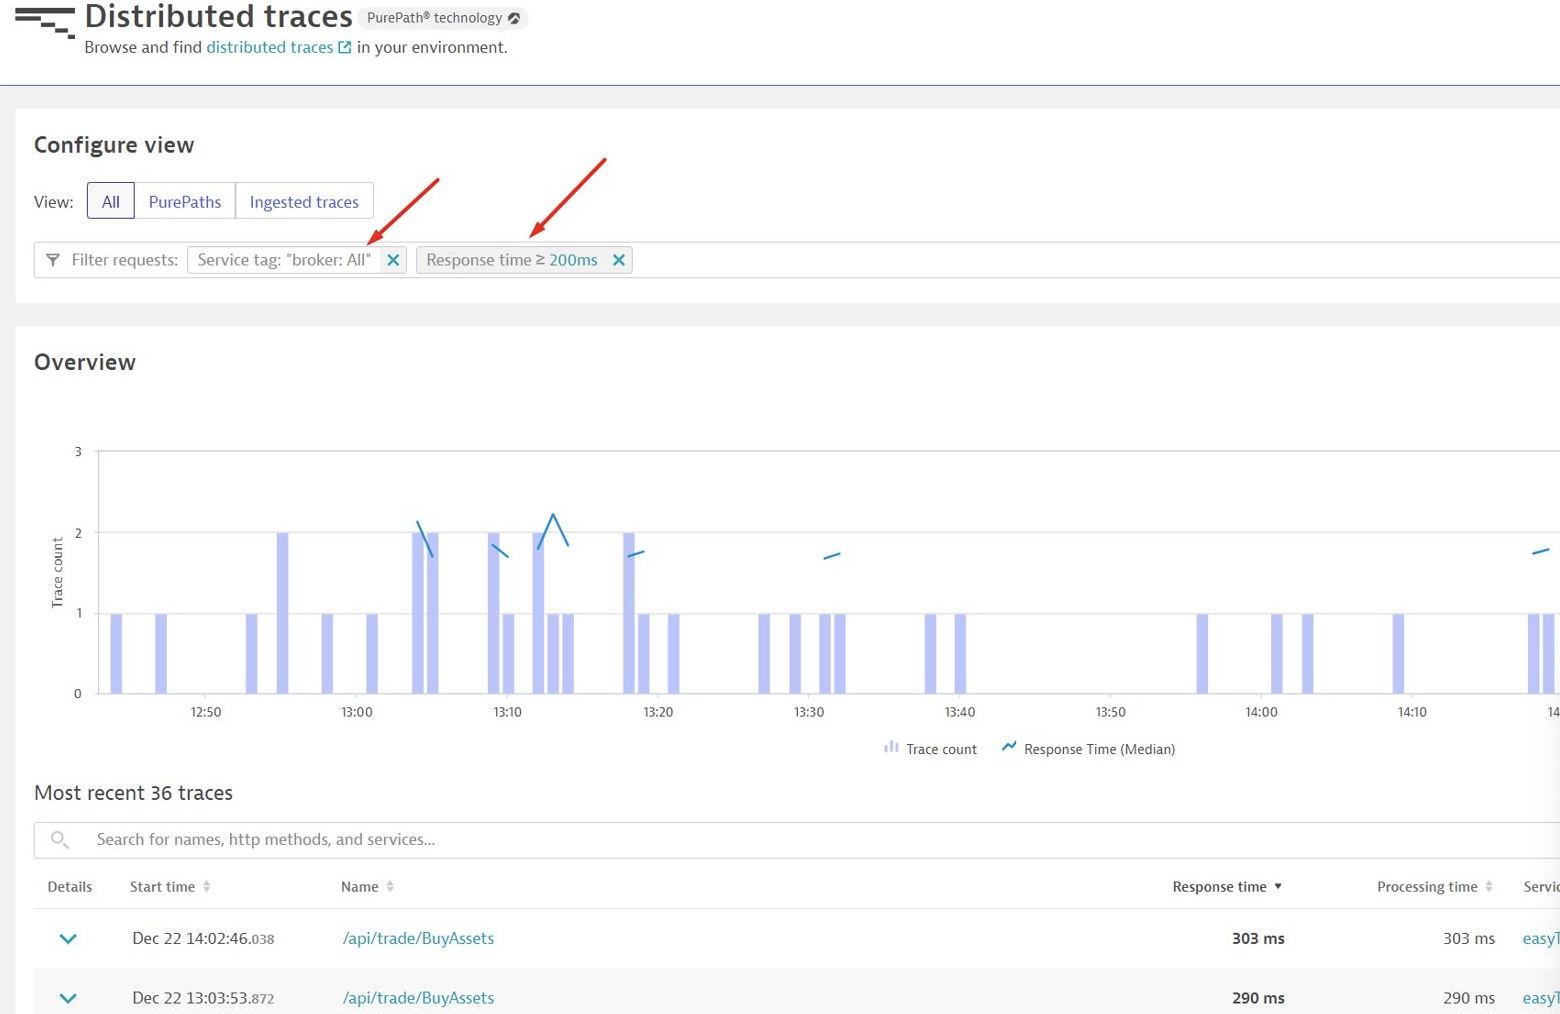 Distributed traces PurePath® technology
Browse and find distributed traces in your environment.
Configure view
View: All PurePaths Ingested traces
Filter requests: Service tag: "broker: All" Response time ≥ 200ms
Overview
3
2
1
0
Trace count
12:50 13:00 13:10 13:20 13:30 13:40 13:50 14:00 14:10 14
Trace count Response Time (Median)
Most recent 36 traces
Search for names, http methods, and services...
Details Start time Name Response time Processing time Servic
Dec 22 14:02:46.038 /api/trade/BuyAssets 303 ms 303 ms easyT
Dec 22 13:03:53.872 /api/trade/BuyAssets 290 ms 290 ms easyT